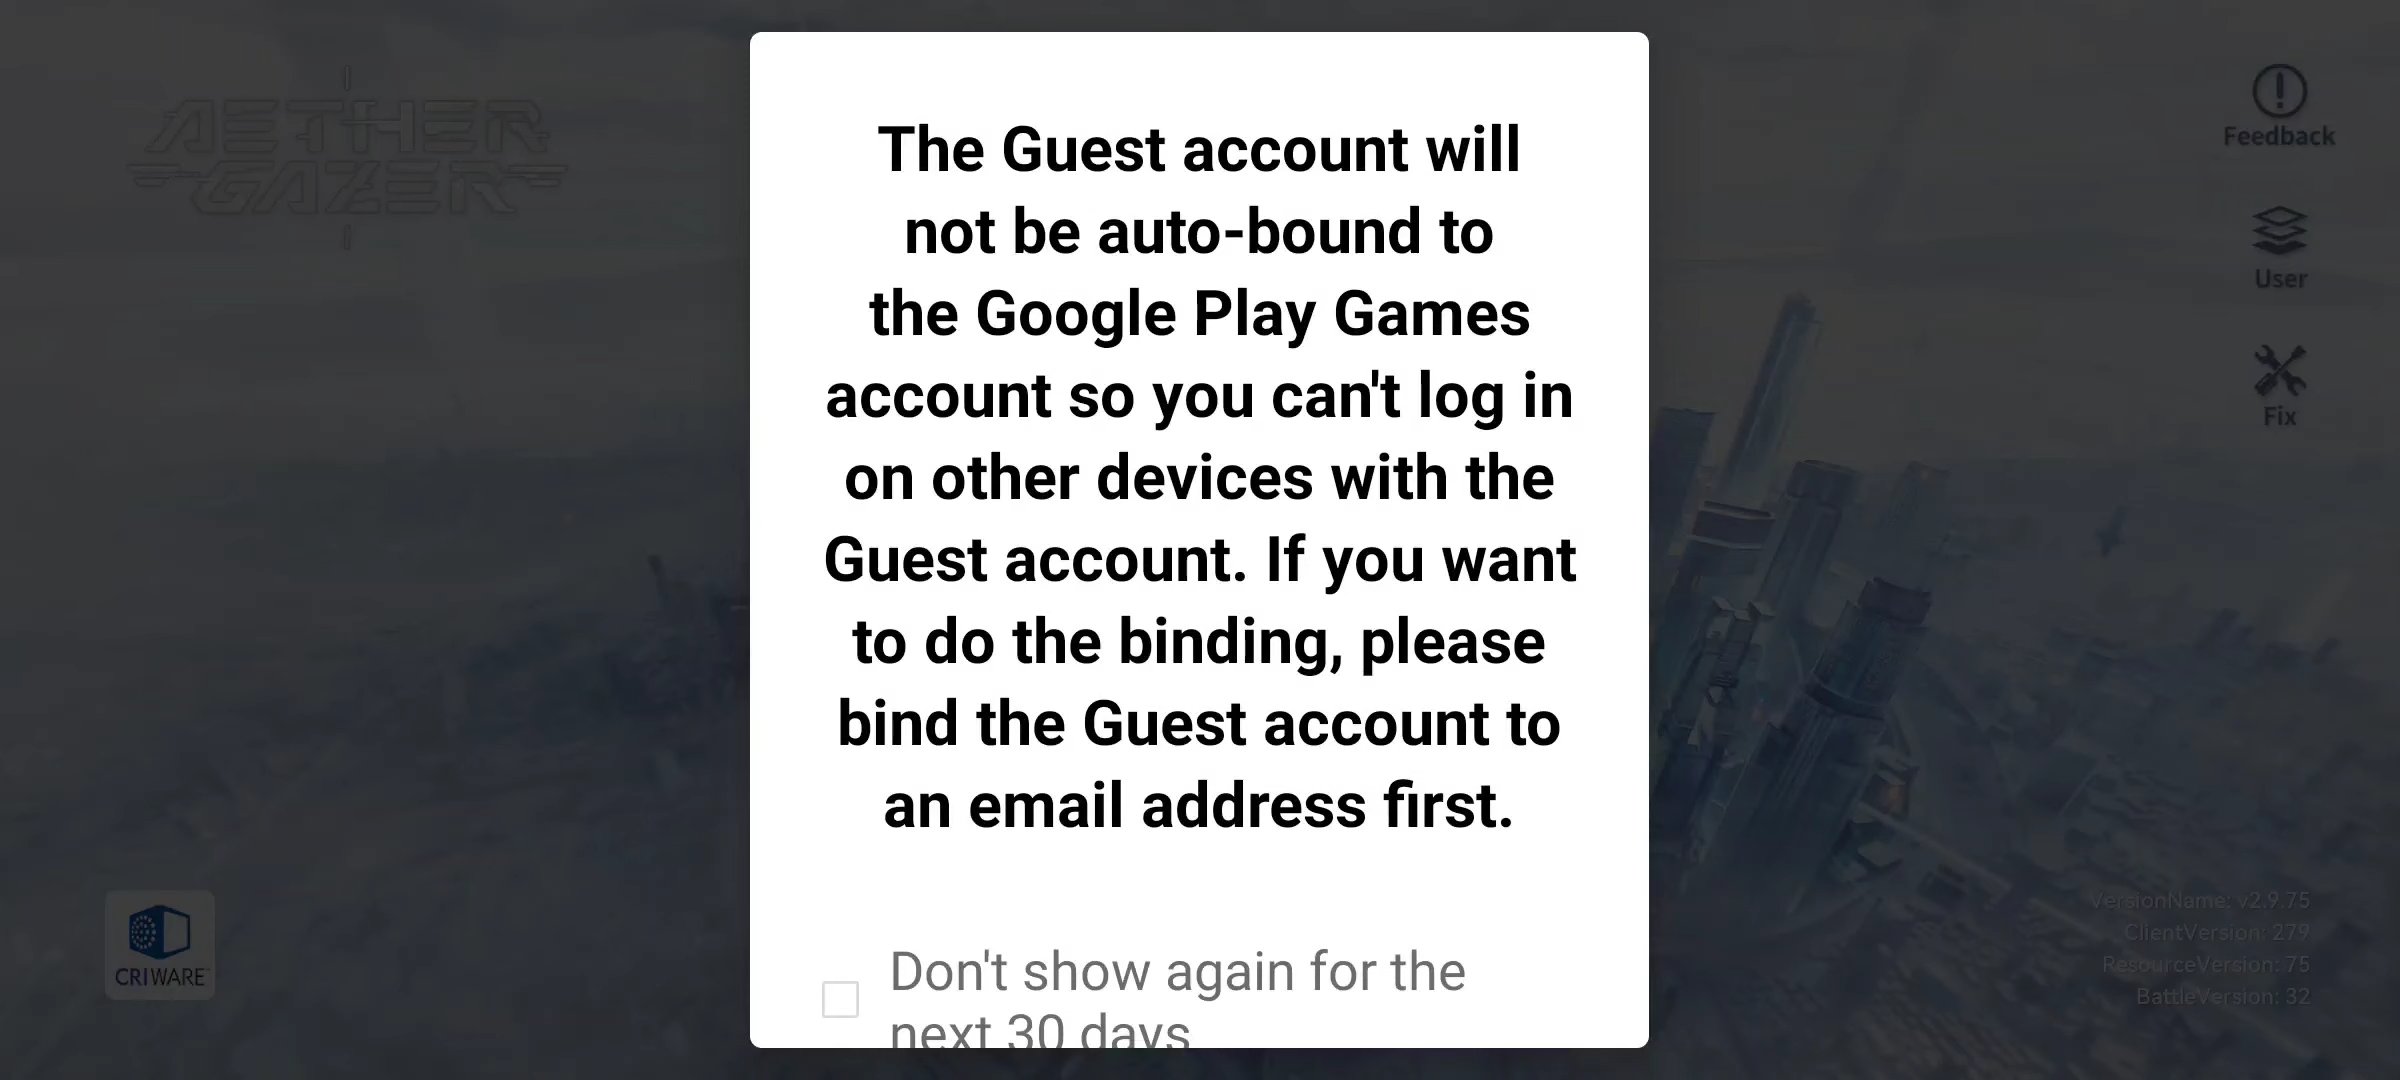 AETHER
GAZER
The Guest account will
not be auto-bound to
the Google Play Games
account so you can't log in
on other devices with the
Guest account. If you want
to do the binding, please
bind the Guest account to
an email address first.
Don't show again for the
next 30 days
Feedback
User
Fix
CRIWARE
VersionName: v2.9.75
ClientVersion: 279
ResourceVersion: 75
BattleVersion: 32